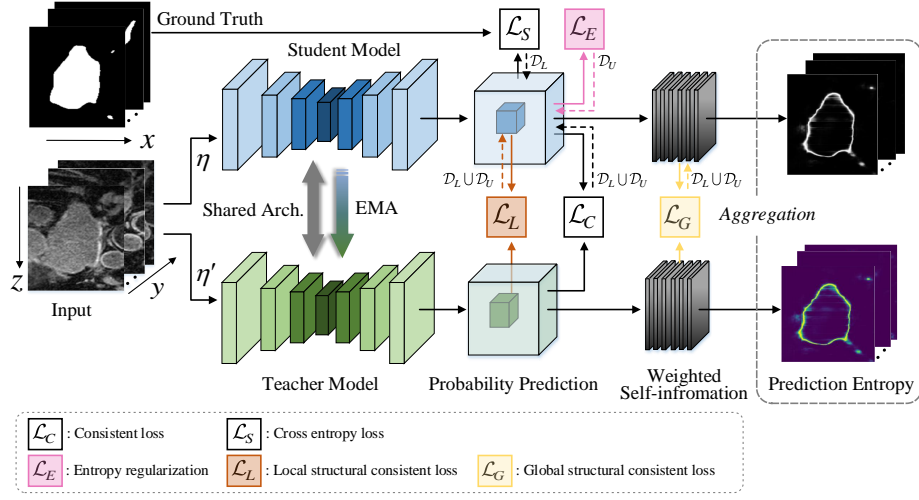 Ground Truth
Student Model
ℒ_S
ℒ_E
𝒟_L
𝒟_U
x
η
𝒟_L ∪ 𝒟_U
𝒟_L ∪ 𝒟_U
𝒟_L ∪ 𝒟_U
Shared Arch.
EMA
ℒ_L
ℒ_C
ℒ_G
Aggregation
z
y
η′
Input
Teacher Model
Probability Prediction
Weighted
Self-infromation
Prediction Entropy
ℒ_C : Consistent loss
ℒ_S : Cross entropy loss
ℒ_E : Entropy regularization
ℒ_L : Local structural consistent loss
ℒ_G : Global structural consistent loss